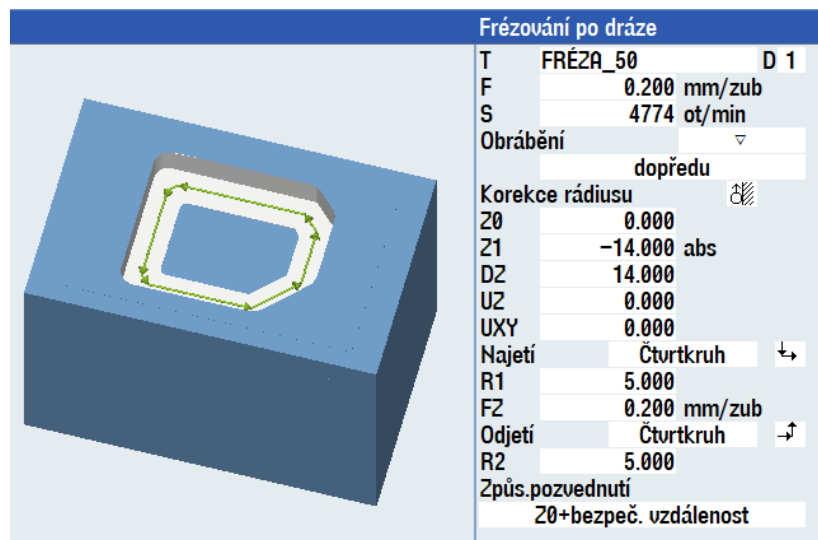 Frézování po dráze
T FRÉZA_50 D 1
F 0.200 mm/zub
S 4774 ot/min
Obrábění ▽
dopředu
Korekce rádiusu
Z0 0.000
Z1 -14.000 abs
DZ 14.000
UZ 0.000
UXY 0.000
Najetí Čtvrtkruh
R1 5.000
FZ 0.200 mm/zub
Odjetí Čtvrtkruh
R2 5.000
Způs.pozvednutí
Z0+bezpeč. vzdálenost